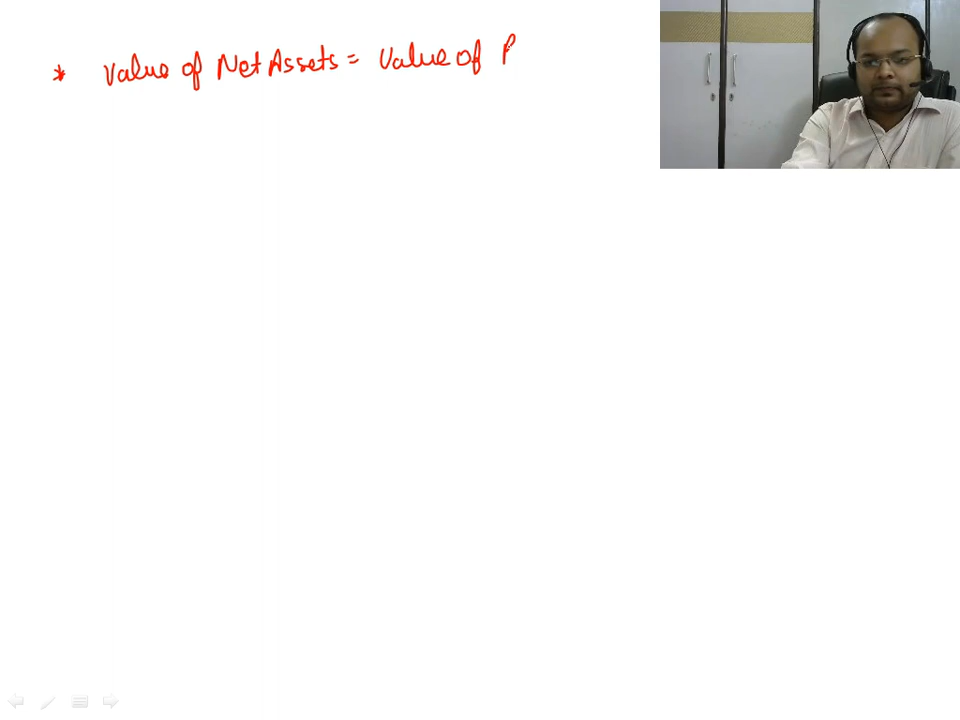 * Value of Net Assets = Value of P